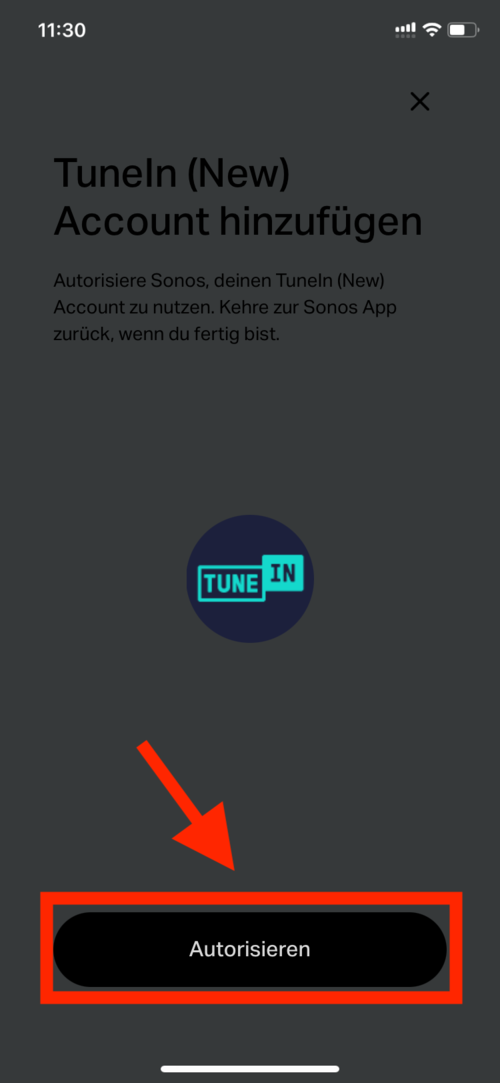 11:30
TuneIn (New)
Account hinzufügen
Autorisiere Sonos, deinen TuneIn (New)
Account zu nutzen. Kehre zur Sonos App
zurück, wenn du fertig bist.
TUNE IN
Autorisieren